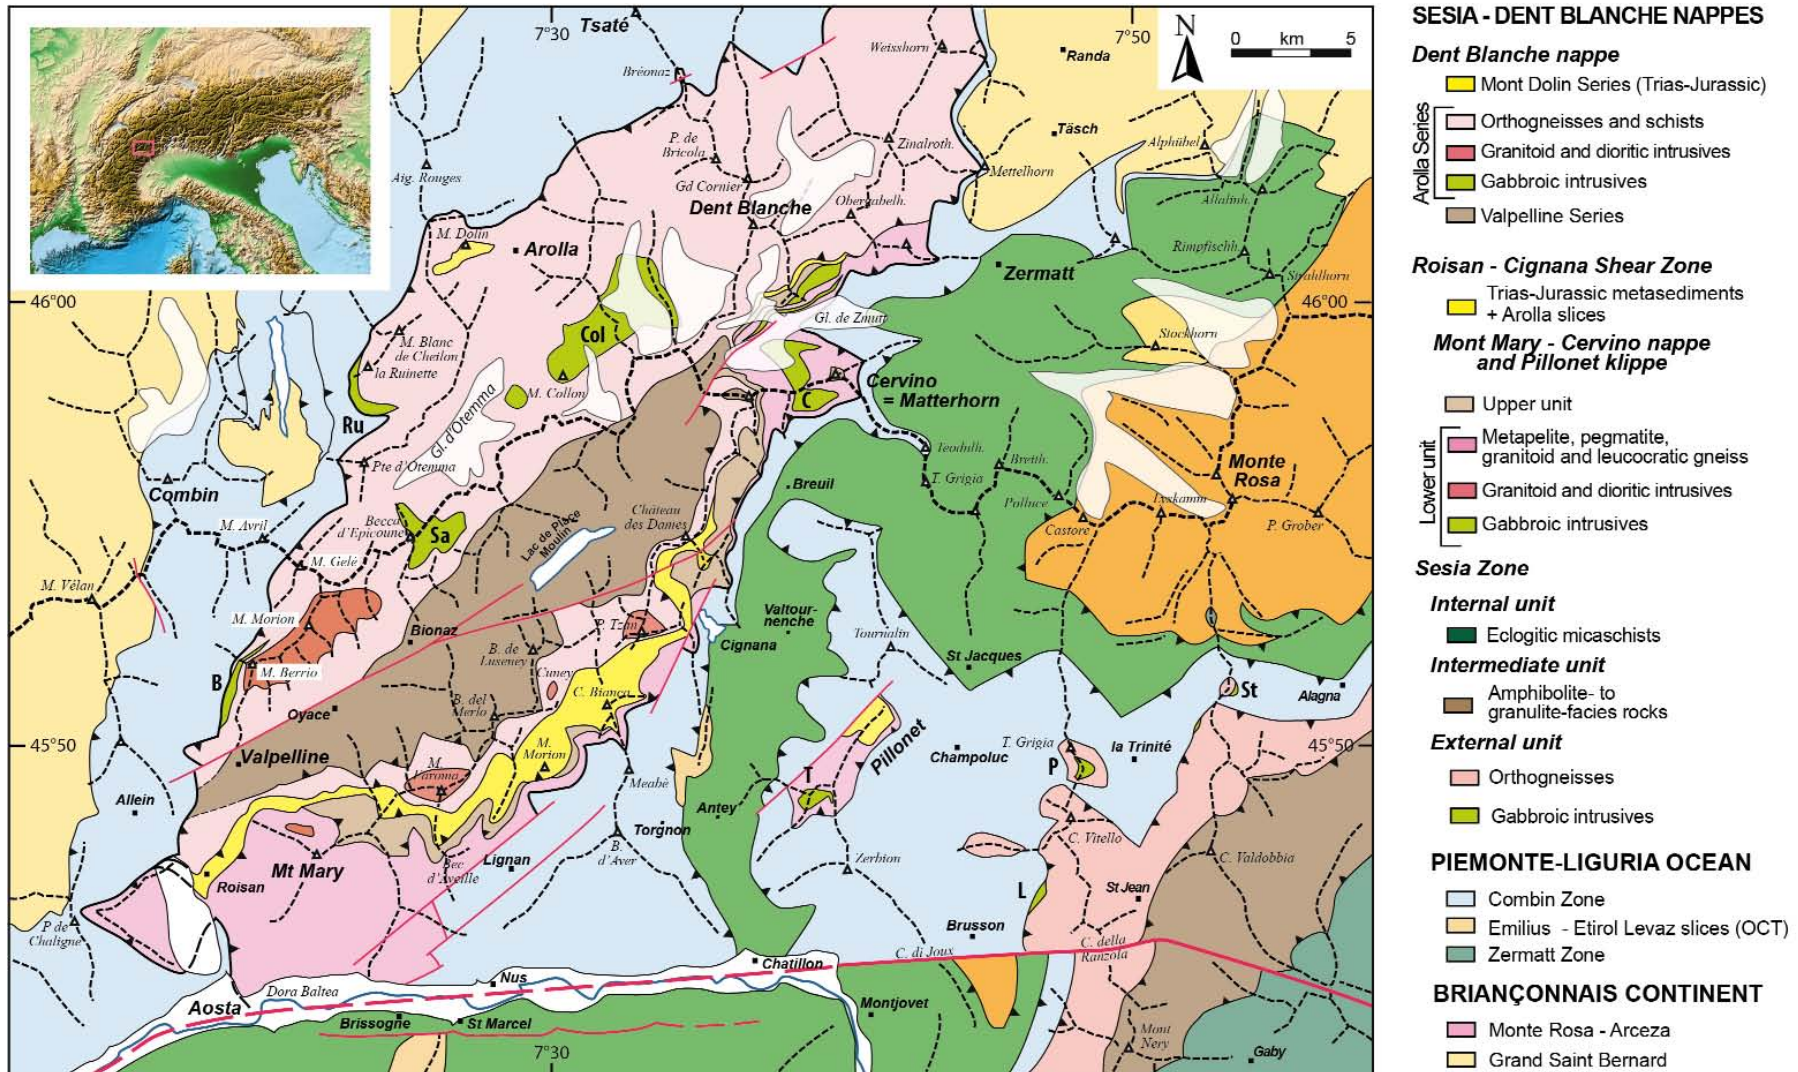 Tsaté
7°30
Weisshorn
7°50
N
0 km 5
Randa
Bréonaz
Täsch
P. de
Bricola
Zinalroth.
Alphübel
Aig. Rouges
Mettelhorn
Gd Cornier
Dent Blanche
Obergabelh.
Allalinh.
M. Dolin
Arolla
Rimpfischh.
Zermatt
Strahlhorn
46°00
46°00
Gl. de Zmutt
Col
Stockhorn
M. Blanc
de Cheilon
la Ruinette
M. Collon
Cervino
= Matterhorn
C
Ru
Gl. d'Otemma
Teodulh.
Breith.
Monte
Rosa
Pte d'Otemma
T. Grigia
Combin
Breuil
Polluce
Lyskamm
P. Grober
Castore
Château
des Dames
Becca
d'Epicoune
Sa
Lac de Place
Moulin
M. Avril
M. Gelé
M. Vélan
M. Morion
P. Tzan
Valtour-
nenche
Bionaz
Cignana
Tournalin
B. de
Luseney
St Jacques
M. Berrio
B
Cuney
C. Bianca
St
Alagna
Oyace
B. del
Merlo
45°50
Valpelline
M.
Morion
Pillonet
Champoluc
T. Grigia
la Trinité
45°50
M.
Faroma
P
Meabé
T
Allein
Antey
Torgnon
C. Vitello
B.
d'Aver
Zerbion
C. Valdobbia
Mt Mary
Bec
d'Aveille
Lignan
Roisan
L
St Jean
P. de
Chaligne
Brusson
C. di Joux
C. della
Ranzola
Chatillon
Nus
Dora Baltea
Aosta
Brissogne
St Marcel
Montjovet
Mont
Nery
Gaby
7°30
SESIA - DENT BLANCHE NAPPES
Dent Blanche nappe
Mont Dolin Series (Trias-Jurassic)
Arolla Series
Orthogneisses and schists
Granitoid and dioritic intrusives
Gabbroic intrusives
Valpelline Series
Roisan - Cignana Shear Zone
Trias-Jurassic metasediments
+ Arolla slices
Mont Mary - Cervino nappe
and Pillonet klippe
Upper unit
Lower unit
Metapelite, pegmatite,
granitoid and leucocratic gneiss
Granitoid and dioritic intrusives
Gabbroic intrusives
Sesia Zone
Internal unit
Eclogitic micaschists
Intermediate unit
Amphibolite- to
granulite-facies rocks
External unit
Orthogneisses
Gabbroic intrusives
PIEMONTE-LIGURIA OCEAN
Combin Zone
Emilius - Etirol Levaz slices (OCT)
Zermatt Zone
BRIANÇONNAIS CONTINENT
Monte Rosa - Arceza
Grand Saint Bernard